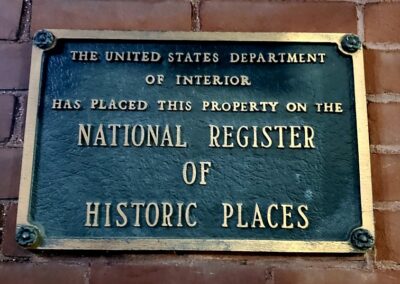 THE UNITED STATES DEPARTMENT
OF INTERIOR
HAS PLACED THIS PROPERTY ON THE
NATIONAL REGISTER
OF
HISTORIC PLACES